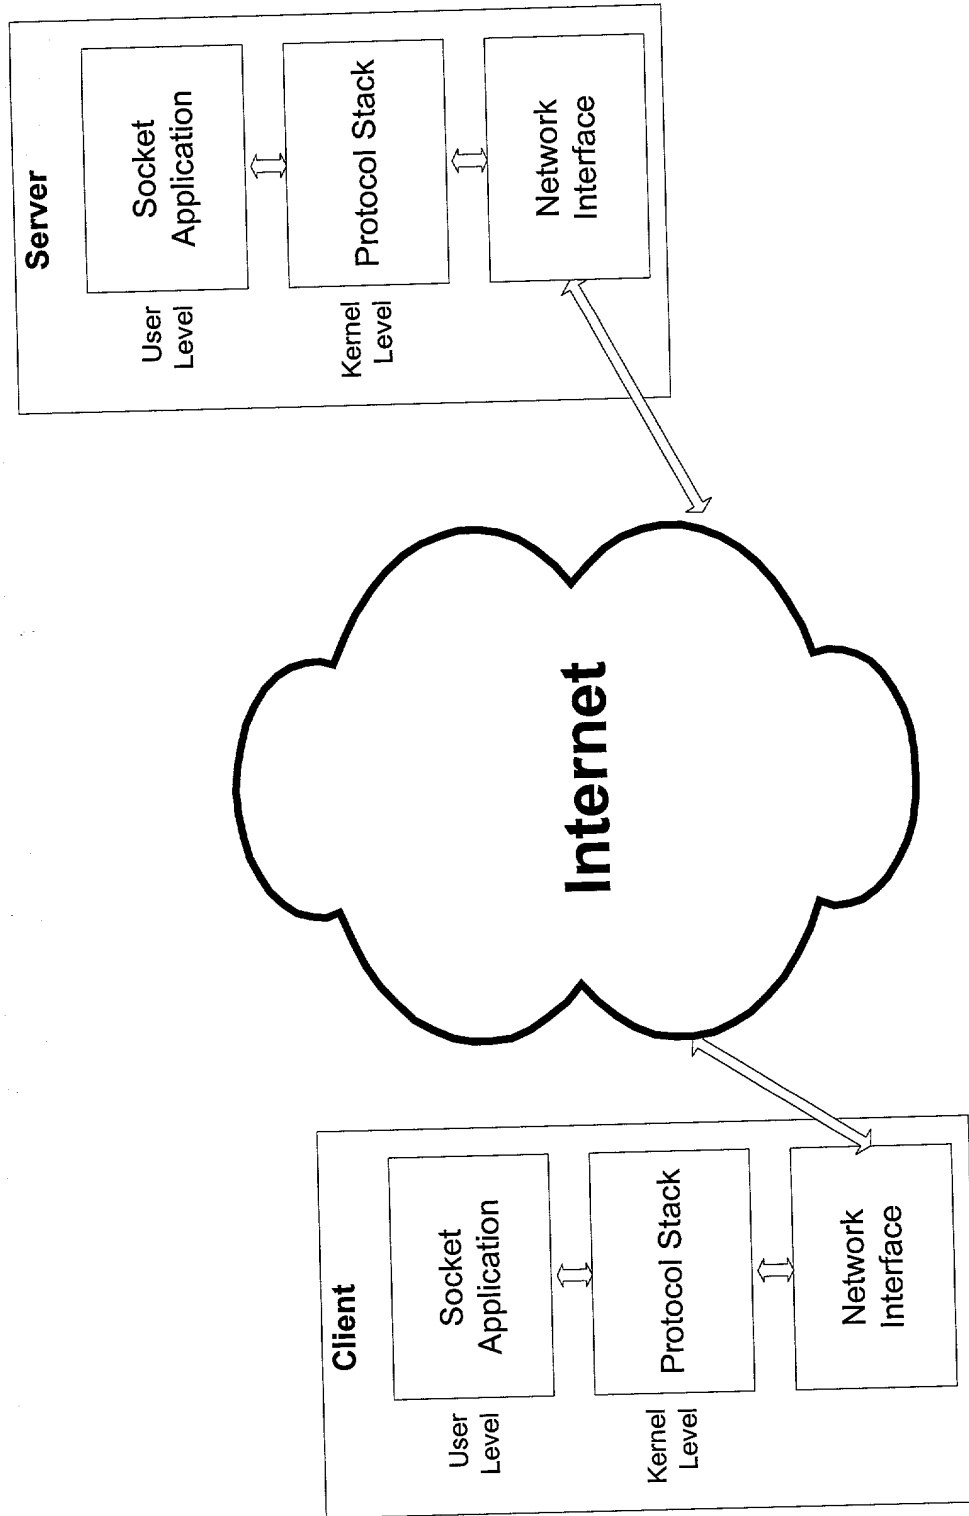 Client
User
Level
Socket
Application
Kernel
Level
Protocol Stack
Network
Interface
Internet
Server
User
Level
Socket
Application
Kernel
Level
Protocol Stack
Network
Interface